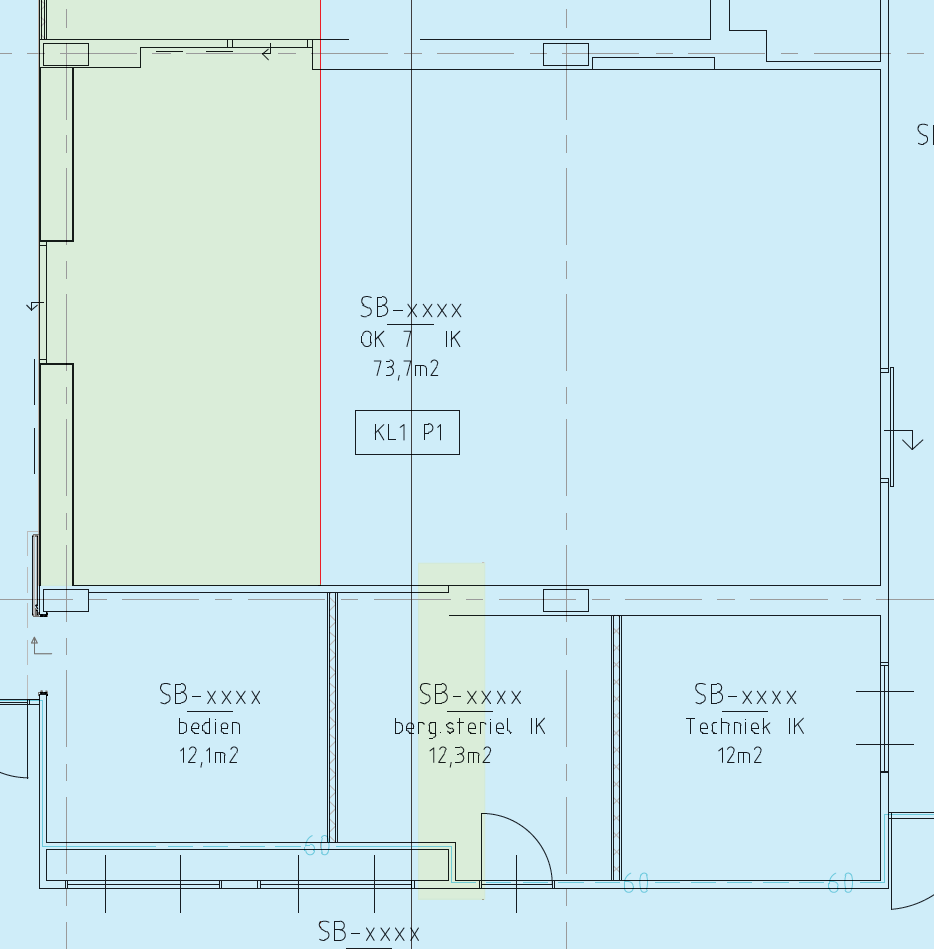 SB-xxxx
OK 7 IK
73,7m2
KL1 P1
SB-xxxx
bedien
12,1m2
SB-xxxx
berg.steriel IK
12,3m2
SB-xxxx
Techniek IK
12m2
60
60
60
SB-xxxx